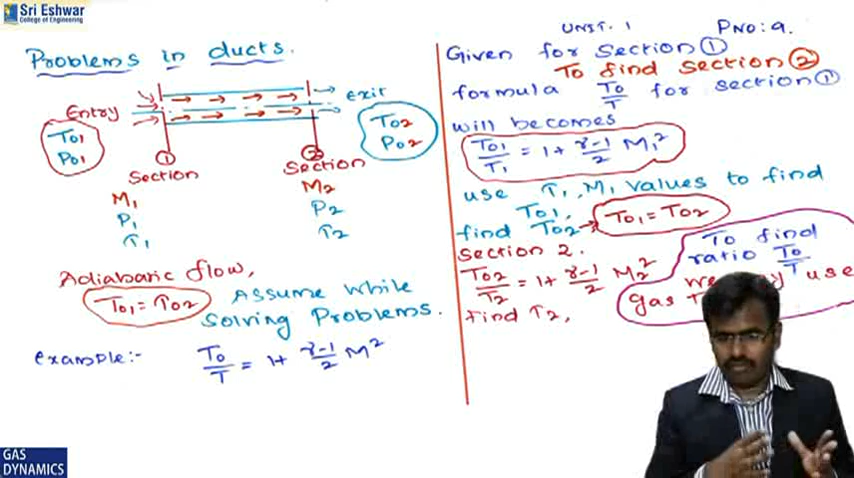 Sri Eshwar
College of Engineering
UNIT. 1 PNO: 9.
Problems in ducts.
Entry
exit
To1
Po1
To2
Po2
①
Section
②
Section
M1
P1
T1
M2
P2
T2
Adiabaric flow,
To1 = To2
Assume while
Solving Problems.
example:- To/T = 1 + γ-1/2 M²
Given for Section ①
To find section ②
formula To/T for section ①
will becomes
To1/T1 = 1 + γ-1/2 M1²
use T1, M1 values to find
To1,
find To2 → To1 = To2
section 2.
To2/T2 = 1 + γ-1/2 M2²
find T2,
To find
ratio To/T
use
gas
GAS
DYNAMICS